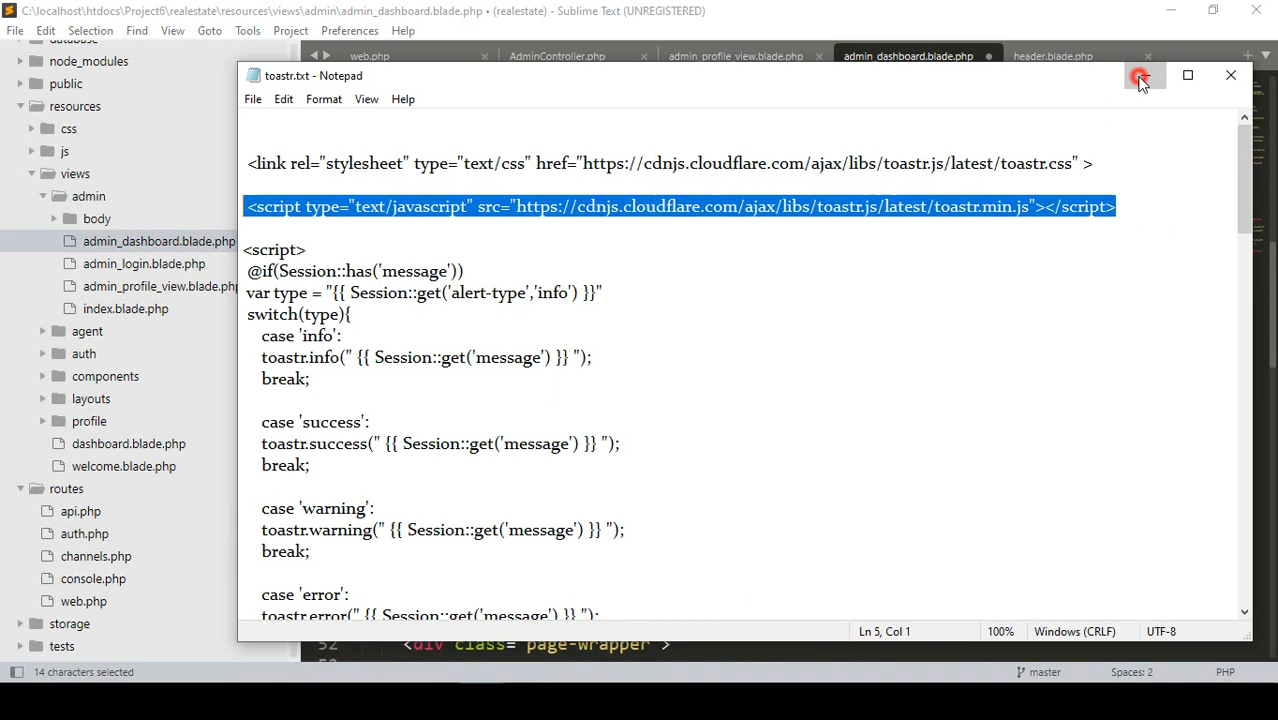 C:\localhost\htdocs\Project6\realestate\resources\views\admin\admin_dashboard.blade.php • (realestate) - Sublime Text (UNREGISTERED)
File Edit Selection Find View Goto Tools Project Preferences Help
web.php AdminController.php admin_profile_view.blade.php admin_dashboard.blade.php header.blade.php
database
node_modules
public
resources
css
js
views
admin
body
admin_dashboard.blade.php
admin_login.blade.php
admin_profile_view.blade.php
index.blade.php
agent
auth
components
layouts
profile
dashboard.blade.php
welcome.blade.php
routes
api.php
auth.php
channels.php
console.php
web.php
storage
tests
toastr.txt - Notepad
File Edit Format View Help
<link rel="stylesheet" type="text/css" href="https://cdnjs.cloudflare.com/ajax/libs/toastr.js/latest/toastr.css" >
<script type="text/javascript" src="https://cdnjs.cloudflare.com/ajax/libs/toastr.js/latest/toastr.min.js"></script>
<script>
@if(Session::has('message'))
var type = "{{ Session::get('alert-type','info') }}"
switch(type){
case 'info':
toastr.info(" {{ Session::get('message') }} ");
break;
case 'success':
toastr.success(" {{ Session::get('message') }} ");
break;
case 'warning':
toastr.warning(" {{ Session::get('message') }} ");
break;
case 'error':
toastr.error(" {{ Session::get('message') }} ");
Ln 5, Col 1 100% Windows (CRLF) UTF-8
52 <div class="page-wrapper">
14 characters selected master Spaces: 2 PHP